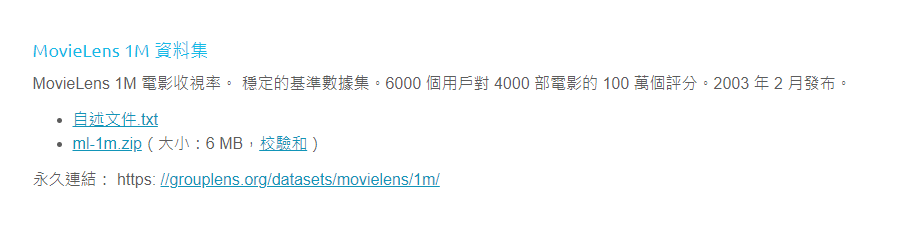 MovieLens 1M 資料集
MovieLens 1M 電影收視率。 穩定的基準數據集。6000 個用戶對 4000 部電影的 100 萬個評分。2003 年 2 月發布。
自述文件.txt
ml-1m.zip（大小：6 MB，校驗和）
永久連結： https: //grouplens.org/datasets/movielens/1m/